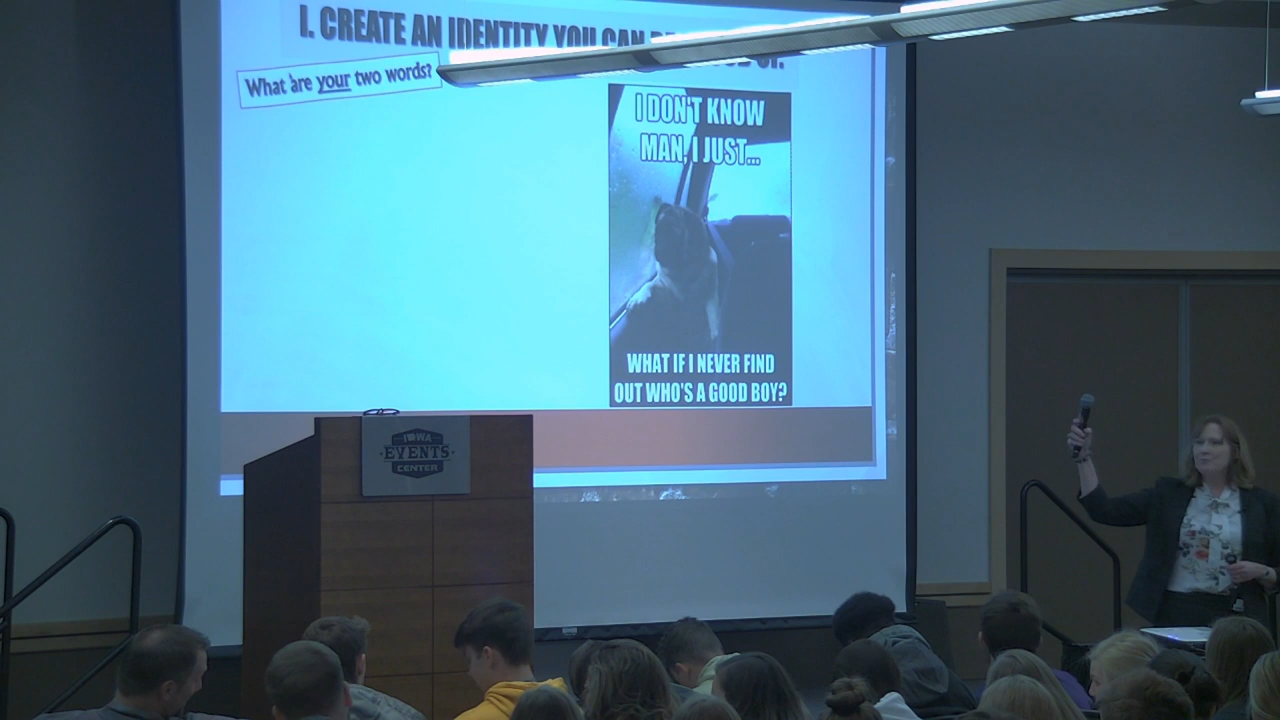 I. CREATE AN IDENTITY YOU CAN
What are your two words?
I DON'T KNOW
MAN, I JUST...
WHAT IF I NEVER FIND
OUT WHO'S A GOOD BOY?
IOWA
EVENTS
CENTER